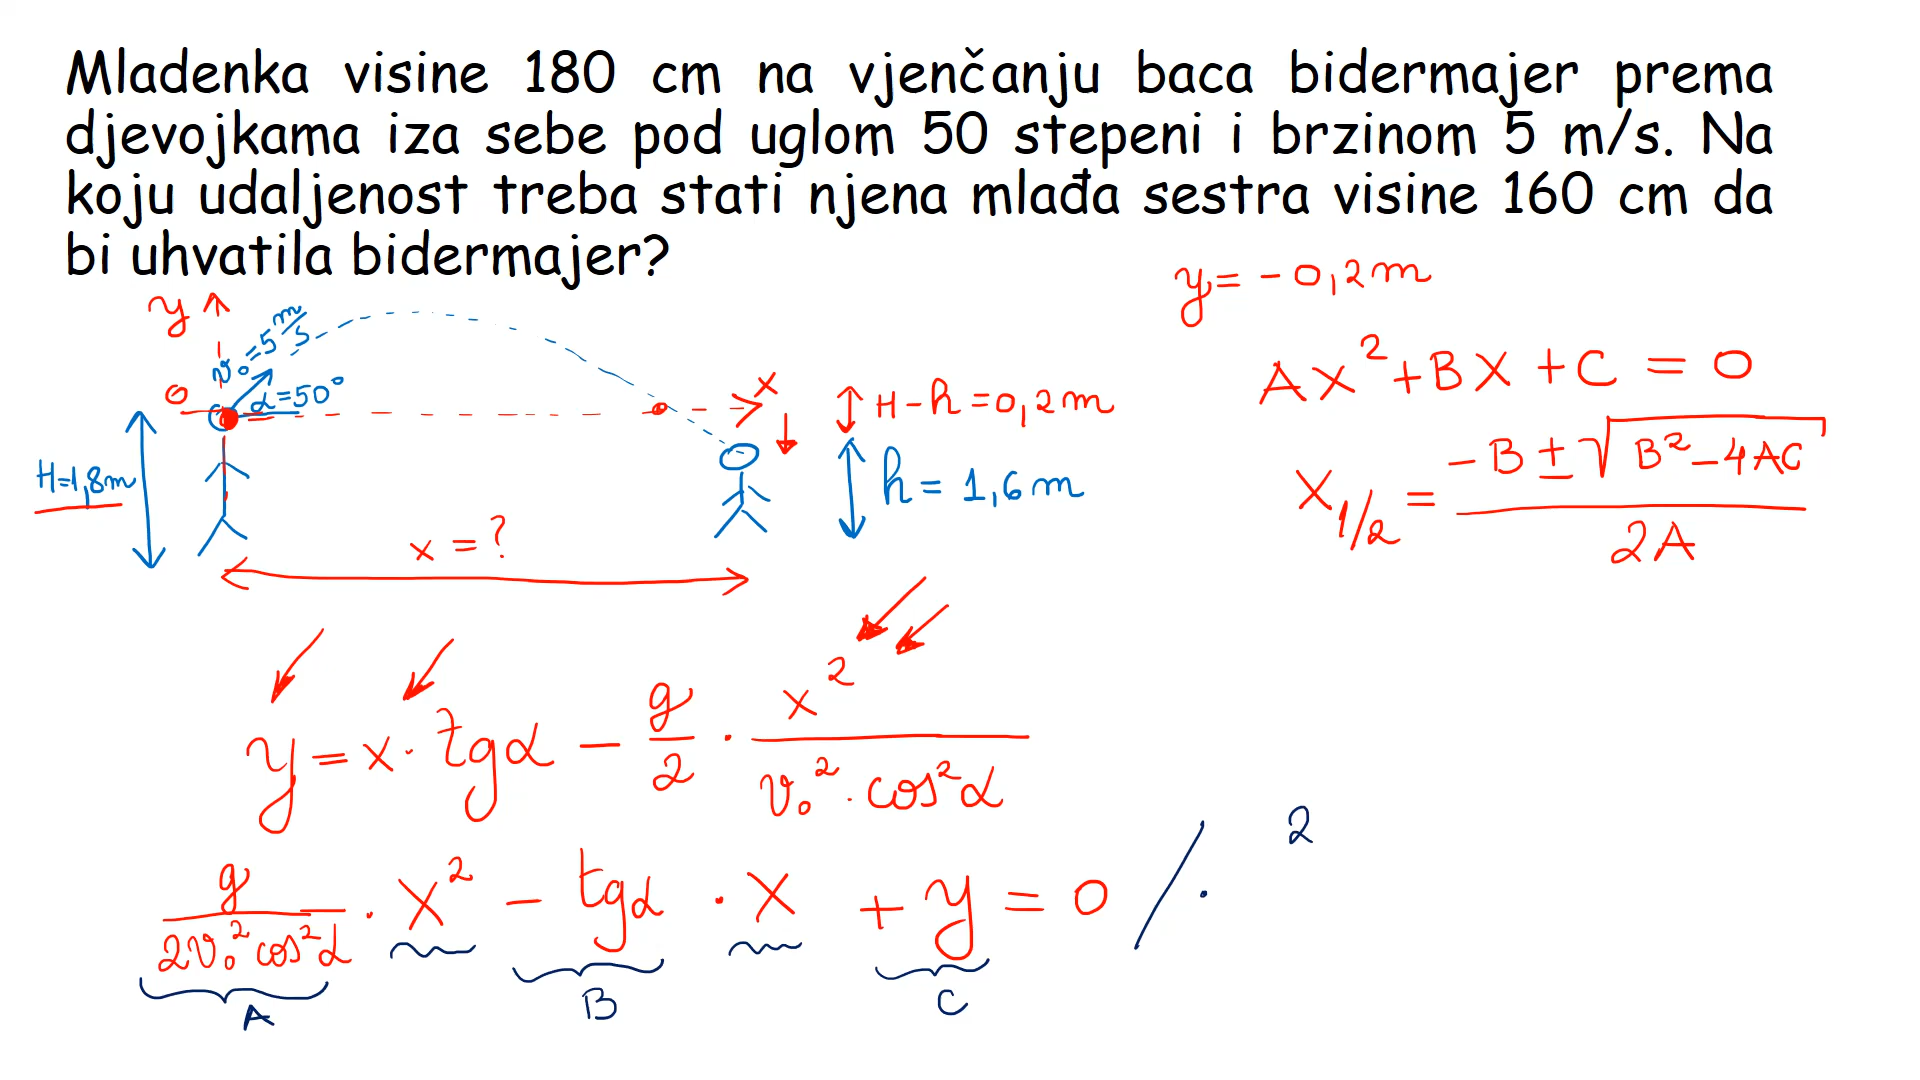 Mladenka visine 180 cm na vjenčanju baca bidermajer prema
djevojkama iza sebe pod uglom 50 stepeni i brzinom 5 m/s. Na
koju udaljenost treba stati njena mlađa sestra visine 160 cm da
bi uhvatila bidermajer?
y = -0,2m
y
v₀=5 m/s
α=50°
0
x
H=1,8m
H-h=0,2m
h=1,6m
x=?
Ax²+Bx+C=0
x₁/₂ = (-B±√(B²-4AC))/(2A)
y=x·tgα - g/2 · x²/(v₀²·cos²α)
g/(2v₀²cos²α) · x² - tgα · x + y = 0 /· 2
A B C